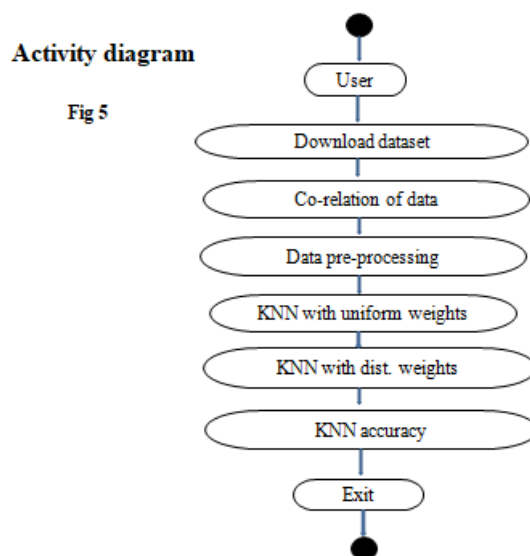 Activity diagram
Fig 5
User
Download dataset
Co-relation of data
Data pre-processing
KNN with uniform weights
KNN with dist. weights
KNN accuracy
Exit